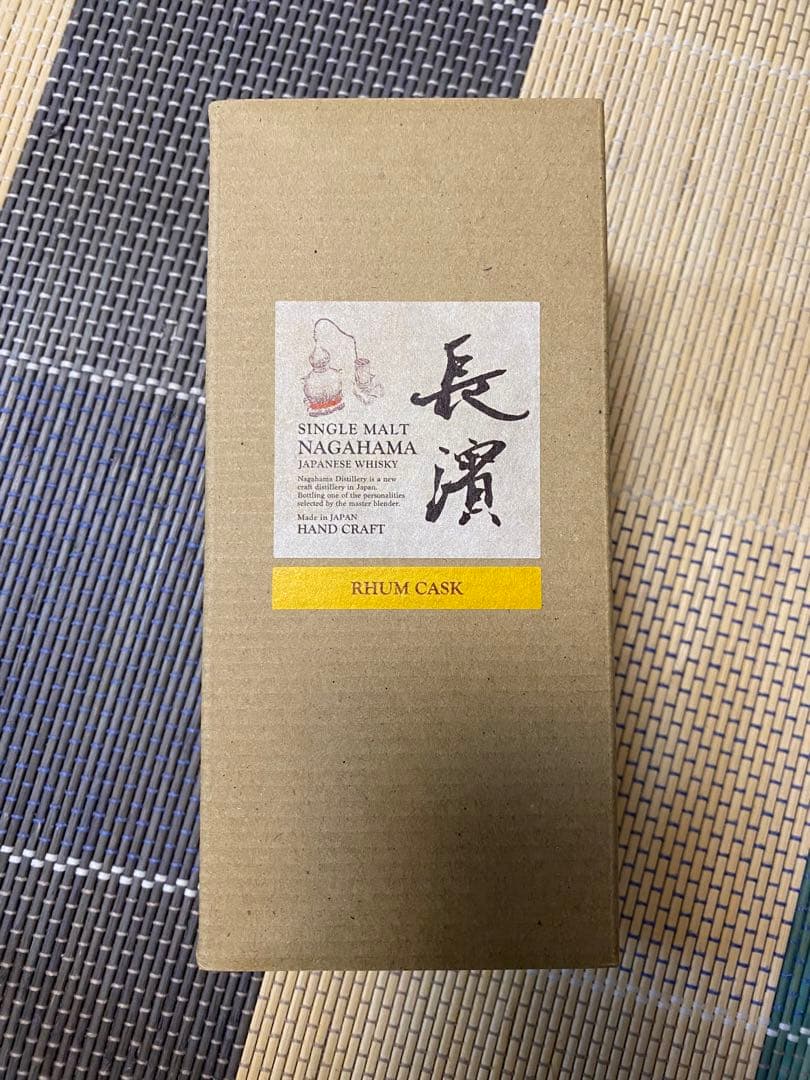 SINGLE MALT
NAGAHAMA
JAPANESE WHISKY
Nagahama Distillery is a new
craft distillery in Japan.
Bottling one of the personalities
selected by the master blender.
Made in JAPAN
HAND CRAFT
長濱
RHUM CASK